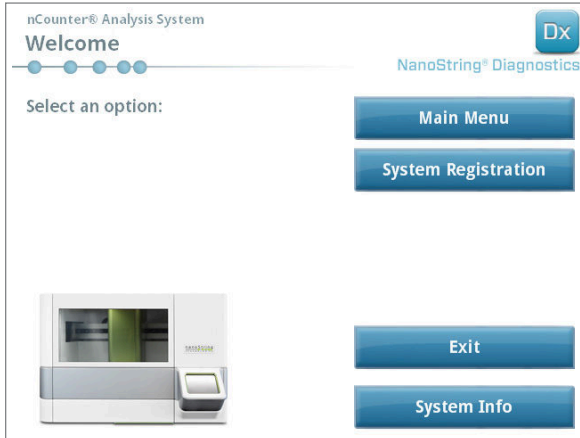 nCounter® Analysis System
Welcome
Dx
NanoString® Diagnostics
Select an option:
Main Menu
System Registration
Exit
System Info